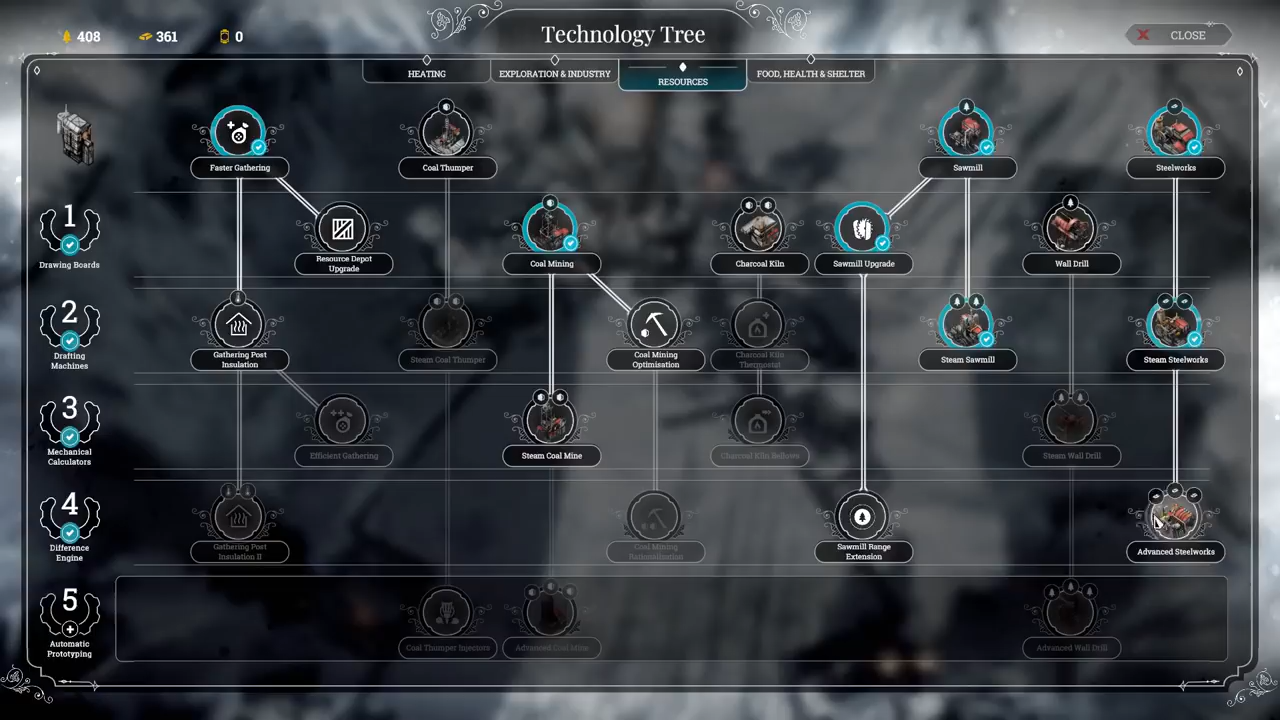 408 361 0
Technology Tree
CLOSE
HEATING
EXPLORATION & INDUSTRY
RESOURCES
FOOD, HEALTH & SHELTER
Faster Gathering
Coal Thumper
Sawmill
Steelworks
1
Drawing Boards
Resource Depot
Upgrade
Coal Mining
Charcoal Kiln
Sawmill Upgrade
Wall Drill
2
Drafting
Machines
Gathering Post
Insulation
Steam Coal Thumper
Coal Mining
Optimisation
Charcoal Kiln
Thermostat
Steam Sawmill
Steam Steelworks
3
Mechanical
Calculators
Efficient Gathering
Steam Coal Mine
Charcoal Kiln Bellows
Steam Wall Drill
4
Difference
Engine
Gathering Post
Insulation II
Coal Mining
Rationalization
Sawmill Range
Extension
Advanced Steelworks
5
Automatic
Prototyping
Coal Thumper Injectors
Advanced Coal Mine
Advanced Wall Drill